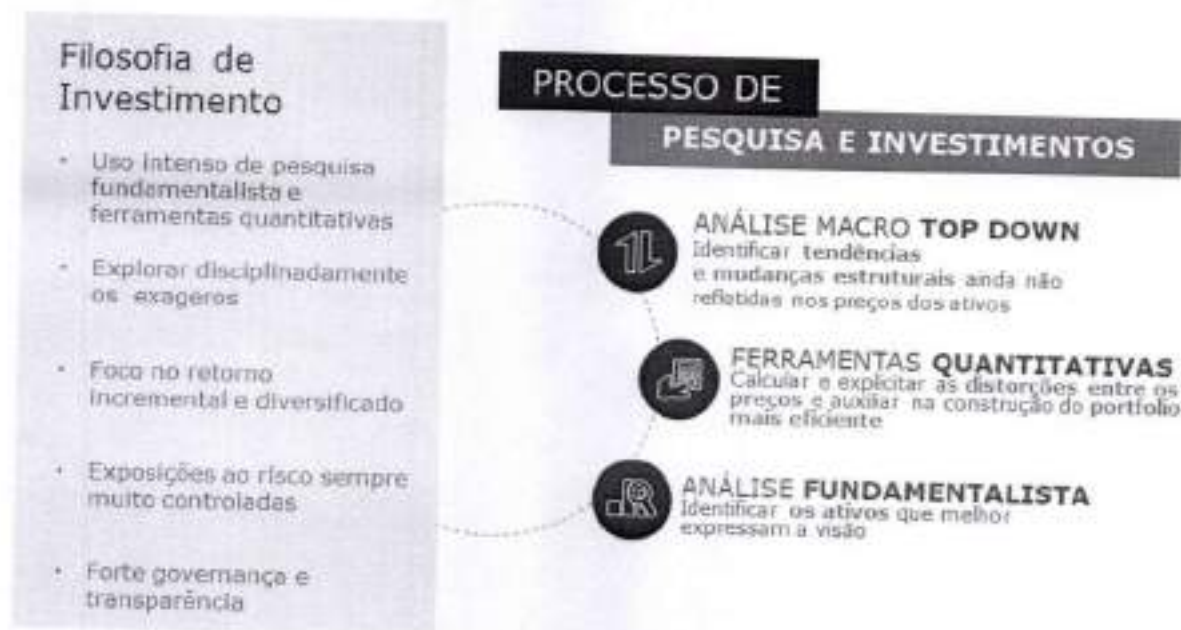 Filosofia de
Investimento
• Uso intenso de pesquisa
fundamentalista e
ferramentas quantitativas
• Explorar disciplinadamente
os exageros
• Foco no retorno
incremental e diversificado
• Exposições ao risco sempre
muito controladas
• Forte governança e
transparência
PROCESSO DE
PESQUISA E INVESTIMENTOS
ANÁLISE MACRO TOP DOWN
Identificar tendências
e mudanças estruturais ainda não
refletidas nos preços dos ativos
FERRAMENTAS QUANTITATIVAS
Calcular e explicitar as distorções entre os
preços e auxiliar na construção do portfolio
mais eficiente
ANÁLISE FUNDAMENTALISTA
Identificar os ativos que melhor
expressam a visão